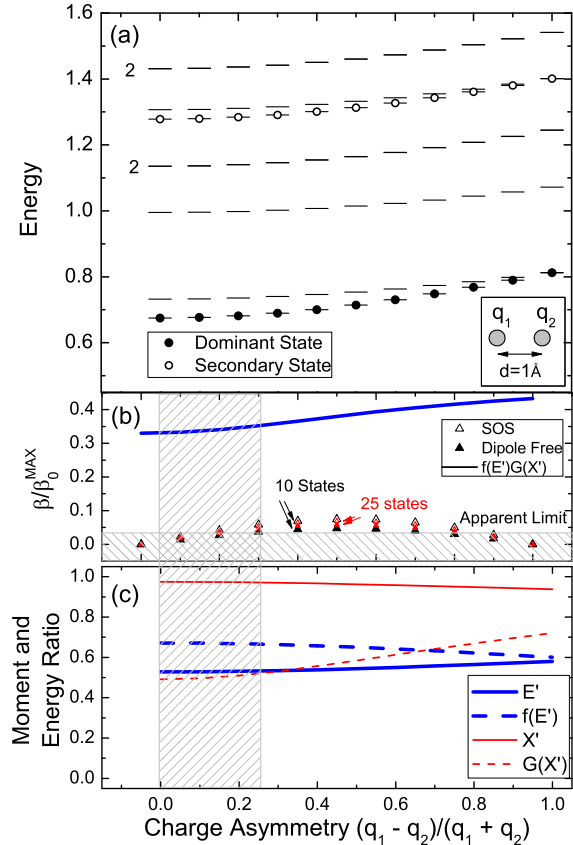 (a)
1.6
1.4
1.2
1.0
0.8
0.6
Energy
2
2
Dominant State
Secondary State
q1 q2
d=1Å
(b)
0.4
0.3
0.2
0.1
0.0
β/β0^MAX
SOS
Dipole Free
f(E')G(X')
10 States
25 states
Apparent Limit
(c)
1.0
0.8
0.6
0.4
0.2
0.0
Moment and
Energy Ratio
E'
f(E')
X'
G(X')
0.0 0.2 0.4 0.6 0.8 1.0
Charge Asymmetry (q1 - q2)/(q1 + q2)